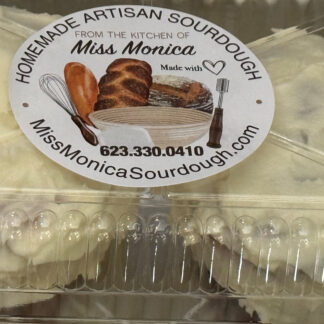 HOMEMADE ARTISAN SOURDOUGH
FROM THE KITCHEN OF
Miss Monica
Made with
623.330.0410
MissMonicaSourdough.com